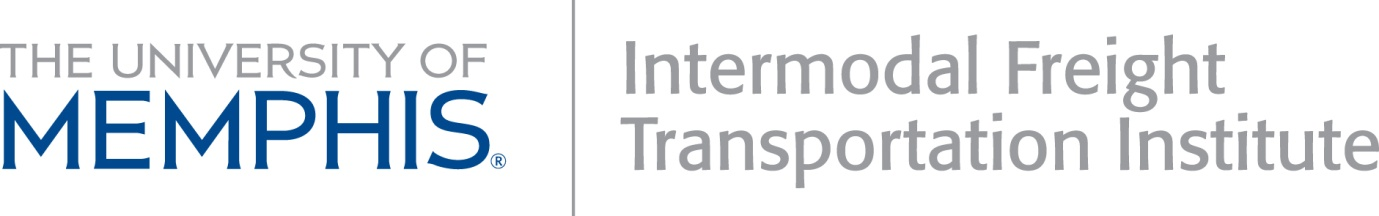 THE UNIVERSITY OF
MEMPHIS®
Intermodal Freight
Transportation Institute